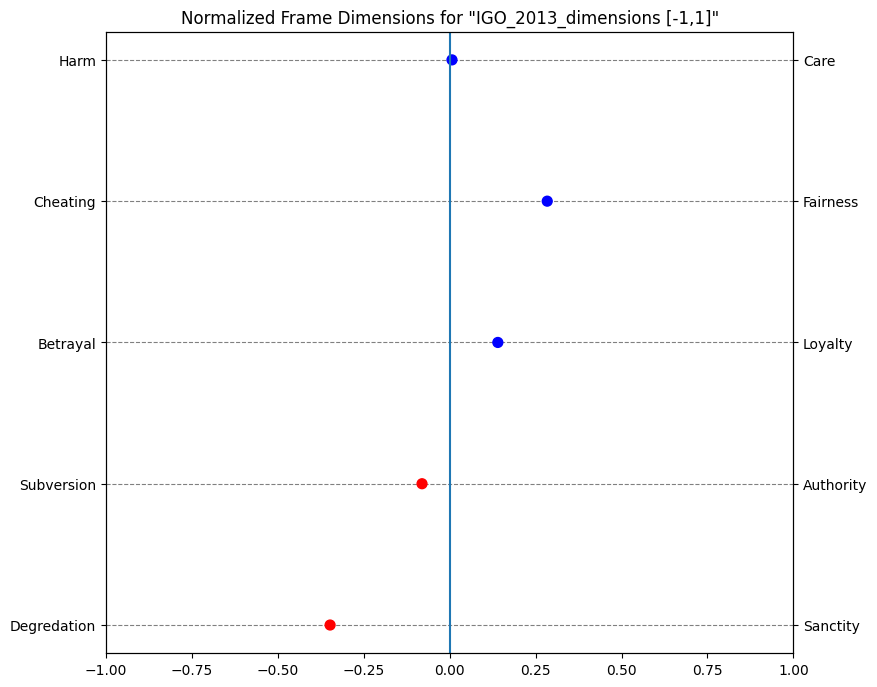 Normalized Frame Dimensions for "IGO_2013_dimensions [-1,1]"
Harm Care
Cheating Fairness
Betrayal Loyalty
Subversion Authority
Degredation Sanctity
−1.00 −0.75 −0.50 −0.25 0.00 0.25 0.50 0.75 1.00